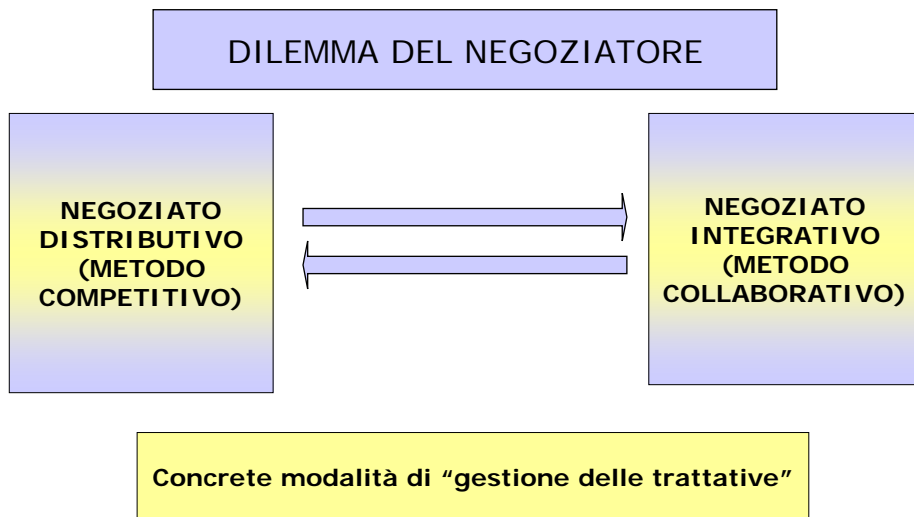 DILEMMA DEL NEGOZIATORE
NEGOZIATO
DISTRIBUTIVO
(METODO
COMPETITIVO)
NEGOZIATO
INTEGRATIVO
(METODO
COLLABORATIVO)
Concrete modalità di “gestione delle trattative”